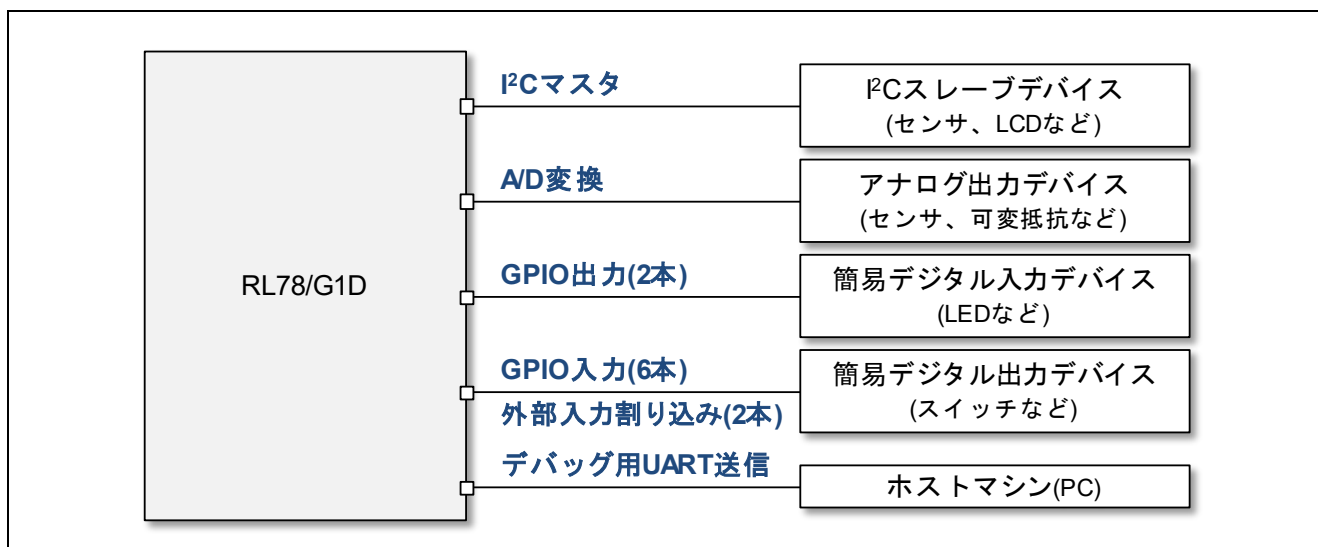 RL78/G1D
I²Cマスタ
I²Cスレーブデバイス
(センサ、LCDなど)
A/D変換
アナログ出力デバイス
(センサ、可変抵抗など)
GPIO出力(2本)
簡易デジタル入力デバイス
(LEDなど)
GPIO入力(6本)
外部入力割り込み(2本)
簡易デジタル出力デバイス
(スイッチなど)
デバッグ用UART送信
ホストマシン(PC)